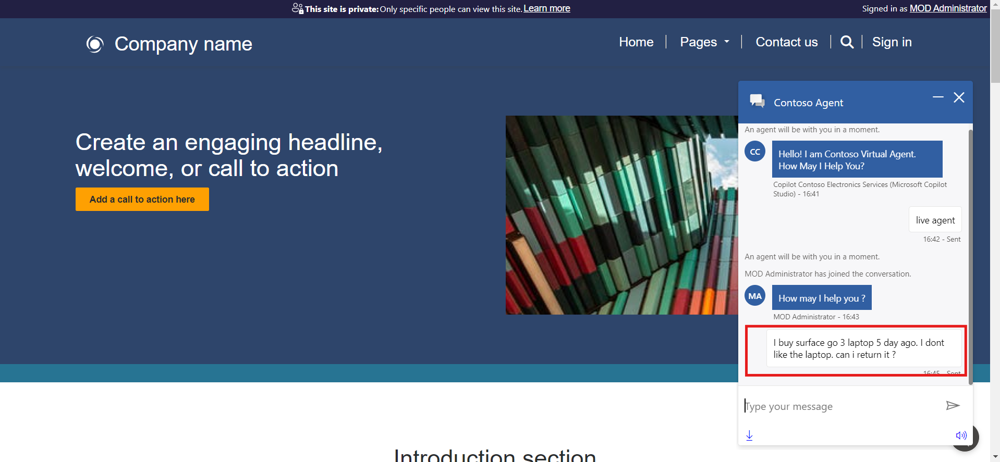 This site is private: Only specific people can view this site. Learn more
Signed in as MOD Administrator
Company name
Home
Pages
Contact us
Sign in
Create an engaging headline,
welcome, or call to action
Add a call to action here
Contoso Agent
An agent will be with you in a moment.
CC
Hello! I am Contoso Virtual Agent.
How May I Help You?
Copilot Contoso Electronics Services (Microsoft Copilot
Studio) - 16:41
live agent
16:42 - Sent
An agent will be with you in a moment.
MOD Administrator has joined the conversation.
MA
How may I help you ?
MOD Administrator - 16:43
I buy surface go 3 laptop 5 day ago. I dont
like the laptop. can i return it ?
16:45 - Sent
Type your message
Introduction section